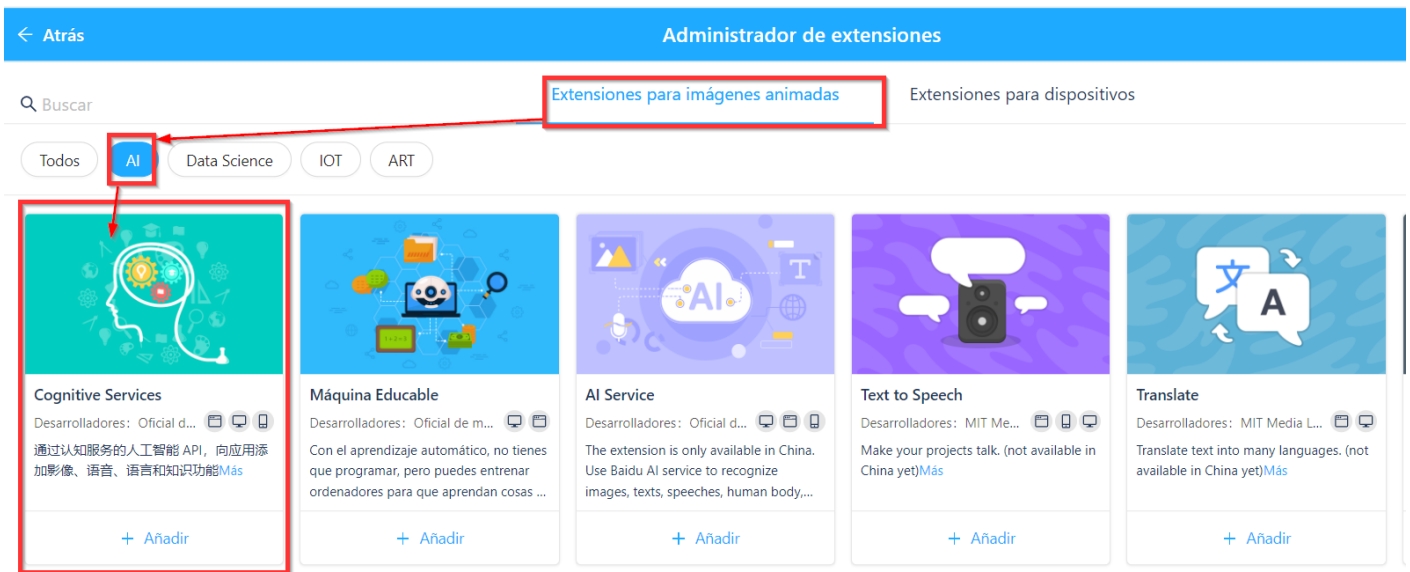 ← Atrás
Administrador de extensiones
Buscar
Extensiones para imágenes animadas
Extensiones para dispositivos
Todos
AI
Data Science
IOT
ART
Cognitive Services
Desarrolladores: Oficial d...
通过认知服务的人工智能 API，向应用添
加影像、语音、语言和知识功能Más
+ Añadir
1+2=3
Máquina Educable
Desarrolladores: Oficial de m...
Con el aprendizaje automático, no tienes
que programar, pero puedes entrenar
ordenadores para que aprendan cosas ...
+ Añadir
AI
T
AI Service
Desarrolladores: Oficial d...
The extension is only available in China.
Use Baidu AI service to recognize
images, texts, speeches, human body,...
+ Añadir
Text to Speech
Desarrolladores: MIT Me...
Make your projects talk. (not available in
China yet)Más
+ Añadir
文
A
Translate
Desarrolladores: MIT Media L...
Translate text into many languages. (not
available in China yet)Más
+ Añadir